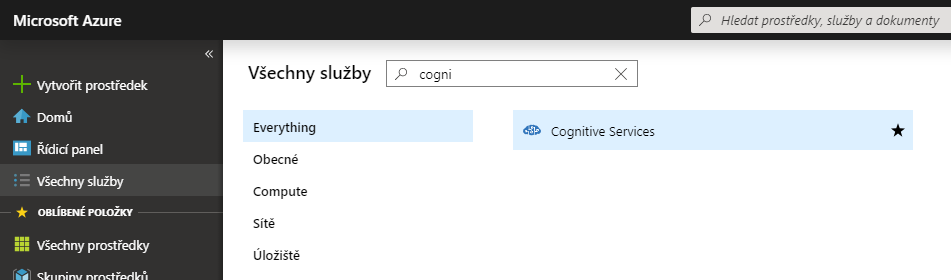 Microsoft Azure
Hledat prostředky, služby a dokumenty
«
Vytvořit prostředek
Domů
Řídicí panel
Všechny služby
OBLÍBENÉ POLOŽKY
Všechny prostředky
Skupiny prostředků
Všechny služby
cogni
Everything
Obecné
Compute
Sítě
Úložiště
Cognitive Services